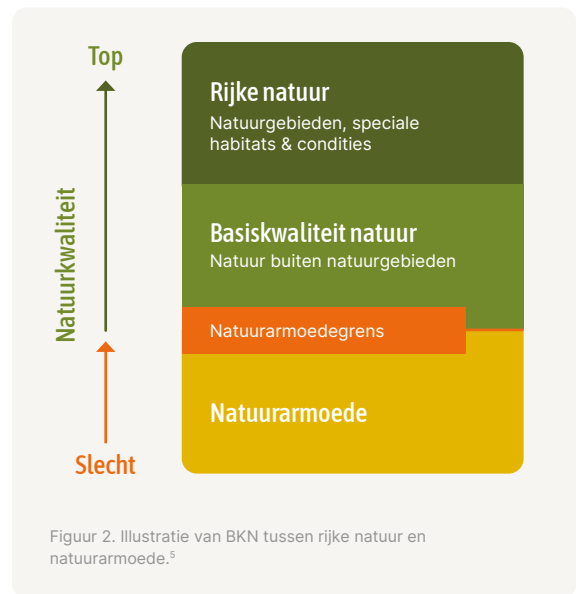 Top
Rijke natuur
Natuurgebieden, speciale
habitats & condities
Natuurkwaliteit
Basiskwaliteit natuur
Natuur buiten natuurgebieden
Natuurarmoedegrens
Natuurarmoede
Slecht
Figuur 2. Illustratie van BKN tussen rijke natuur en
natuurarmoede.⁵